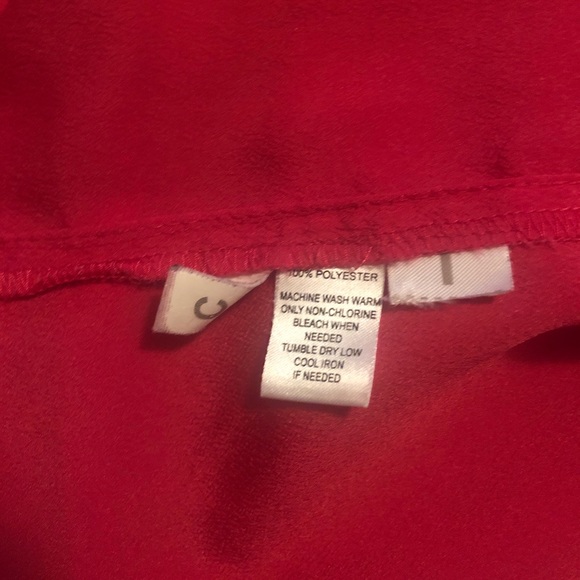 100% POLYESTER
MACHINE WASH WARM
ONLY NON-CHLORINE
BLEACH WHEN
NEEDED
TUMBLE DRY LOW
COOL IRON
IF NEEDED